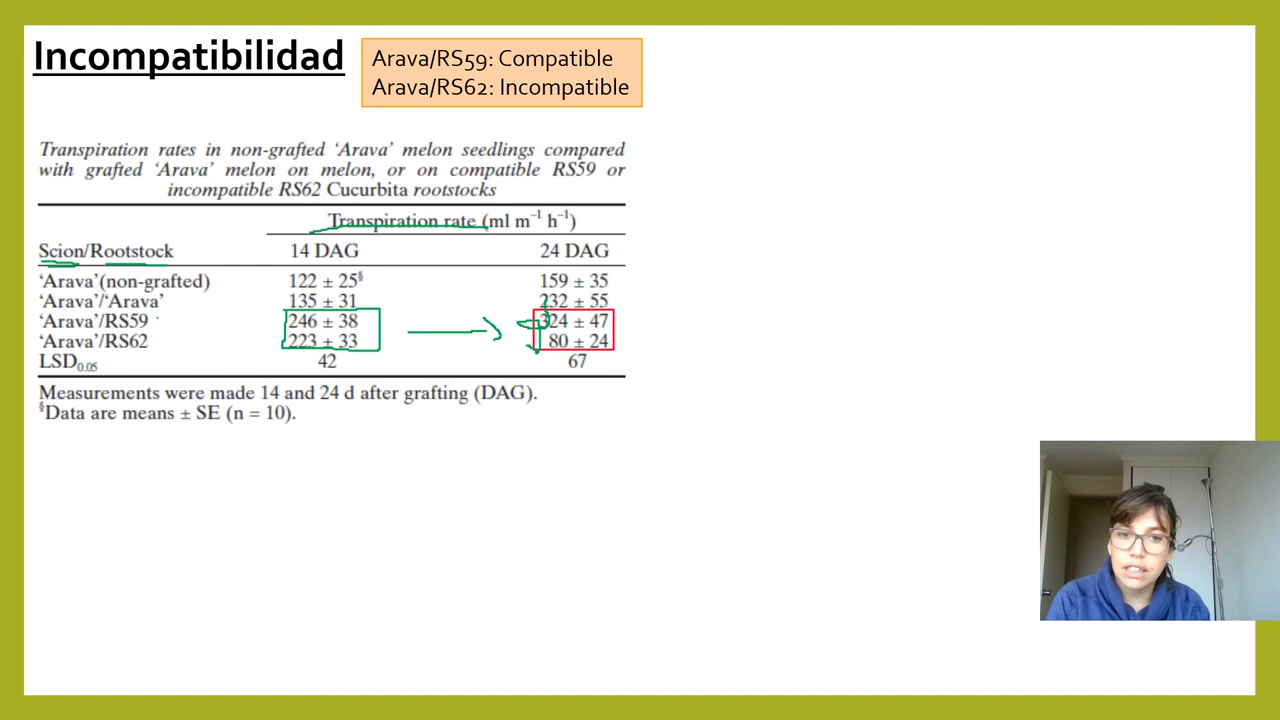 Incompatibilidad
Arava/RS59: Compatible
Arava/RS62: Incompatible
Transpiration rates in non-grafted ‘Arava’ melon seedlings compared
with grafted ‘Arava’ melon on melon, or on compatible RS59 or
incompatible RS62 Cucurbita rootstocks
Transpiration rate (ml m⁻¹ h⁻¹)
Scion/Rootstock 14 DAG 24 DAG
‘Arava’(non-grafted) 122 ± 25§ 159 ± 35
‘Arava’/‘Arava’ 135 ± 31 232 ± 55
‘Arava’/RS59 246 ± 38 324 ± 47
‘Arava’/RS62 223 ± 33 80 ± 24
LSD0.05 42 67
Measurements were made 14 and 24 d after grafting (DAG).
§Data are means ± SE (n = 10).